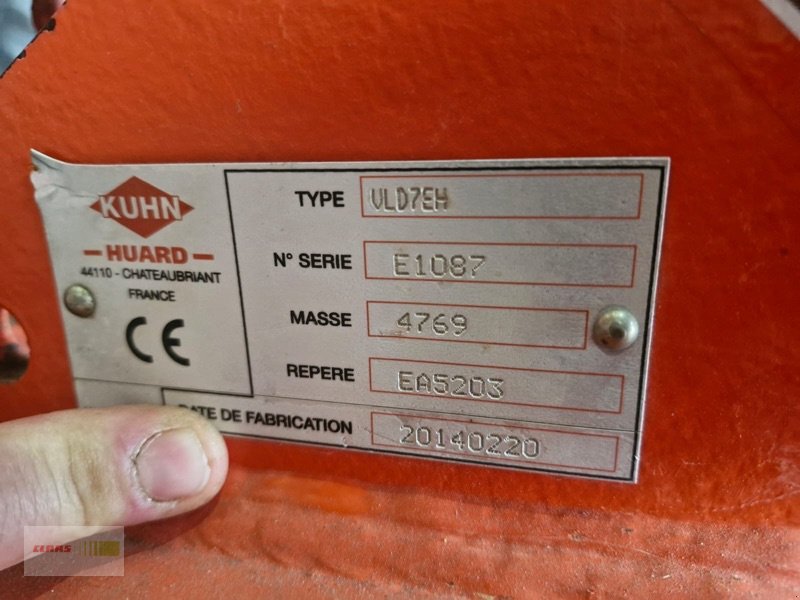 KUHN
HUARD
44110 - CHATEAUBRIANT
FRANCE
CE
TYPE VLD7EH
N° SERIE E1087
MASSE 4769
REPERE EA5203
DATE DE FABRICATION 20140220
CLAAS